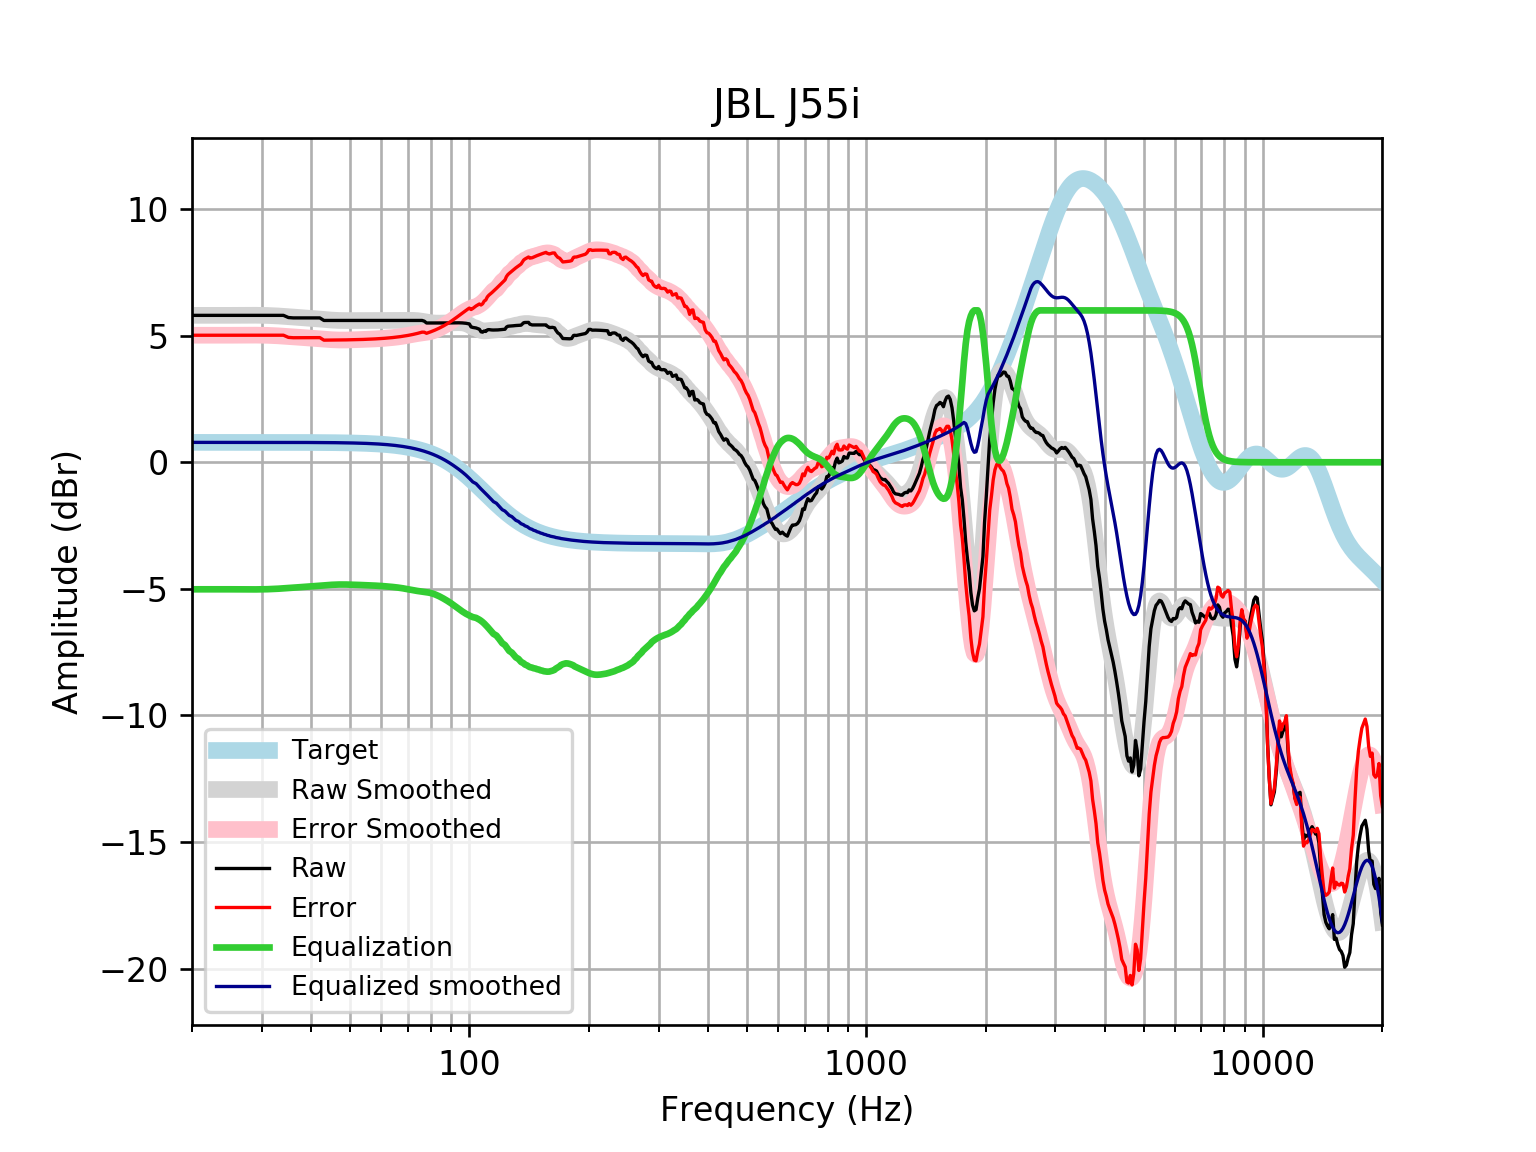 JBL J55i
Amplitude (dBr)
10
5
0
−5
−10
−15
−20
Target
Raw Smoothed
Error Smoothed
Raw
Error
Equalization
Equalized smoothed
100 1000 10000
Frequency (Hz)